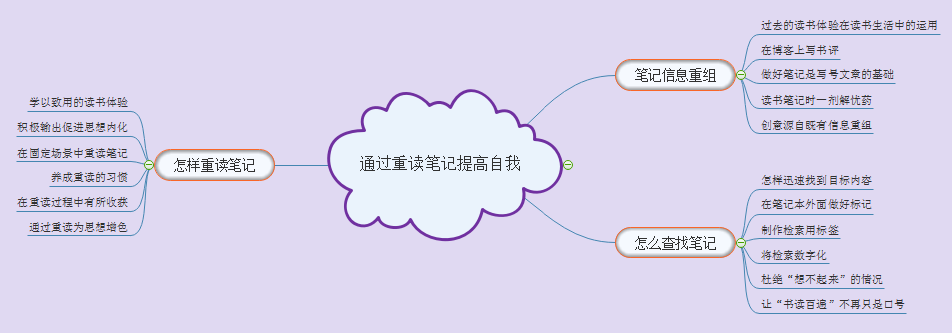 通过重读笔记提高自我
笔记信息重组
过去的读书体验在读书生活中的运用
在博客上写书评
做好笔记是写号文章的基础
读书笔记时一剂解忧药
创意源自既有信息重组
怎么查找笔记
怎样迅速找到目标内容
在笔记本外面做好标记
制作检索用标签
将检索数字化
杜绝“想不起来”的情况
让“书读百遍”不再只是口号
怎样重读笔记
学以致用的读书体验
积极输出促进思想内化
在固定场景中重读笔记
养成重读的习惯
在重读过程中有所收获
通过重读为思想增色